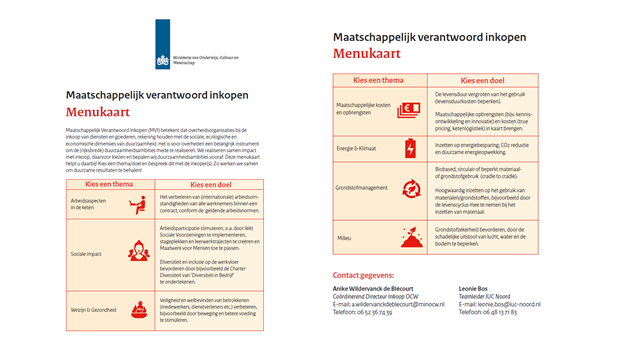 Ministerie van Onderwijs, Cultuur en
Wetenschap
Maatschappelijk verantwoord inkopen
Menukaart
Maatschappelijk Verantwoord Inkopen (MVI) betekent dat overheidsorganisaties bij de
inkoop van diensten en goederen, rekening houden met de sociale, ecologische en
economische dimensies van duurzaamheid. Het is voor overheden een belangrijk instrument
om de (rijksbrede) duurzaamheidsambities mede te realiseren. We realiseren samen impact
met inkoop, daarvoor kiezen en bepalen wij duurzaamheidsambities vooraf. Deze menukaart
helpt u daarbij! Kies een thema/doel en bespreek dit met de inkoper(s). Zo werken we samen
om duurzame resultaten te behalen!
Kies een thema
Kies een doel
Arbeidsaspecten
in de keten
Het verbeteren van (internationale) arbeidsom-
standigheden van alle werknemers binnen een
contract, conform de geldende arbeidsnormen.
Sociale impact
Arbeidsparticipatie stimuleren, o.a. door Wet
Sociale Voorzieningen te implementeren,
stageplekken en leerwerktrajecten te creëren en
Maatwerk voor Mensen toe te passen.
Diversiteit en inclusie op de werkvloer
bevorderen door bijvoorbeeld de Charter
Diversiteit van 'Diversiteit in Bedrijf'
te ondertekenen.
Welzijn & Gezondheid
Veiligheid en welbevinden van betrokkenen
(medewerkers, dienstverleners etc.) verbeteren,
bijvoorbeeld door beweging en betere voeding
te stimuleren.
Maatschappelijk verantwoord inkopen
Menukaart
Kies een thema
Kies een doel
Maatschappelijke kosten
en opbrengsten
De levensduur vergroten van het gebruik
(levensduurkosten beperken).
Maatschappelijke opbrengsten (bijv. kennis-
ontwikkeling en innovatie) en kosten (true
pricing, ketenlogistiek) in kaart brengen.
Energie & Klimaat
Inzetten op energiebesparing, CO2 reductie
en duurzame energieopwekking.
Grondstofmanagement
Biobased, circulair of beperkt materiaal-
of grondstofgebruik (cradle to cradle).
Hoogwaardig inzetten op het gebruik van
materialen/grondstoffen, bijvoorbeeld door
de levenscyclus mee te nemen bij het
inzetten van materiaal.
Milieu
Grondstofzekerheid bevorderen, door de
schadelijke uitstoot van lucht, water en de
bodem te beperken.
Contact gegevens:
Anike Wildervanck de Blécourt
Coördinerend Directeur Inkoop OCW
E-mail: a.wildervanckdeblecourt@minocw.nl
Telefoon: 06 52 36 74 39
Leonie Bos
Teamleider IUC Noord
E-mail: leonie.bos@iuc-noord.nl
Telefoon: 06 48 13 71 83